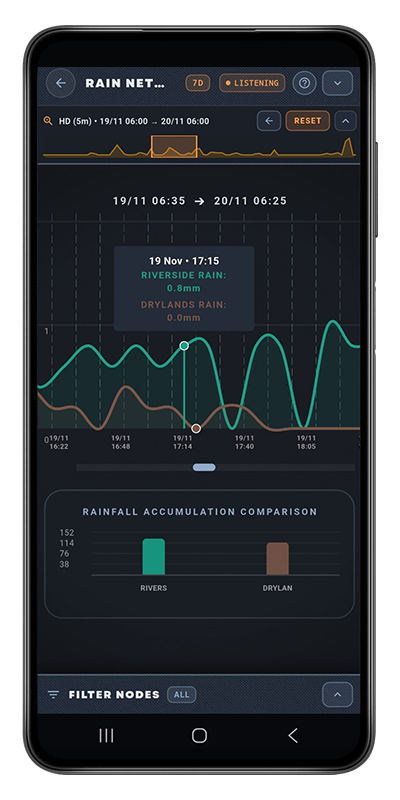 RAIN NET... 7D LISTENING
HD (5m) • 19/11 06:00 → 20/11 06:00 RESET
19/11 06:35 → 20/11 06:25
19 Nov • 17:15
RIVERSIDE RAIN:
0.8mm
DRYLANDS RAIN:
0.0mm
1
0
19/11 19/11 19/11 19/11 19/11
16:22 16:48 17:14 17:40 18:05
RAINFALL ACCUMULATION COMPARISON
152
114
76
38
RIVERS DRYLAN
FILTER NODES ALL